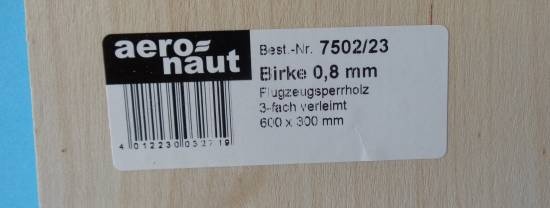 aero-
naut
Best.-Nr. 7502/23
Birke 0,8 mm
Flugzeugsperrholz
3-fach verleimt
600 x 300 mm
4 012230 032719